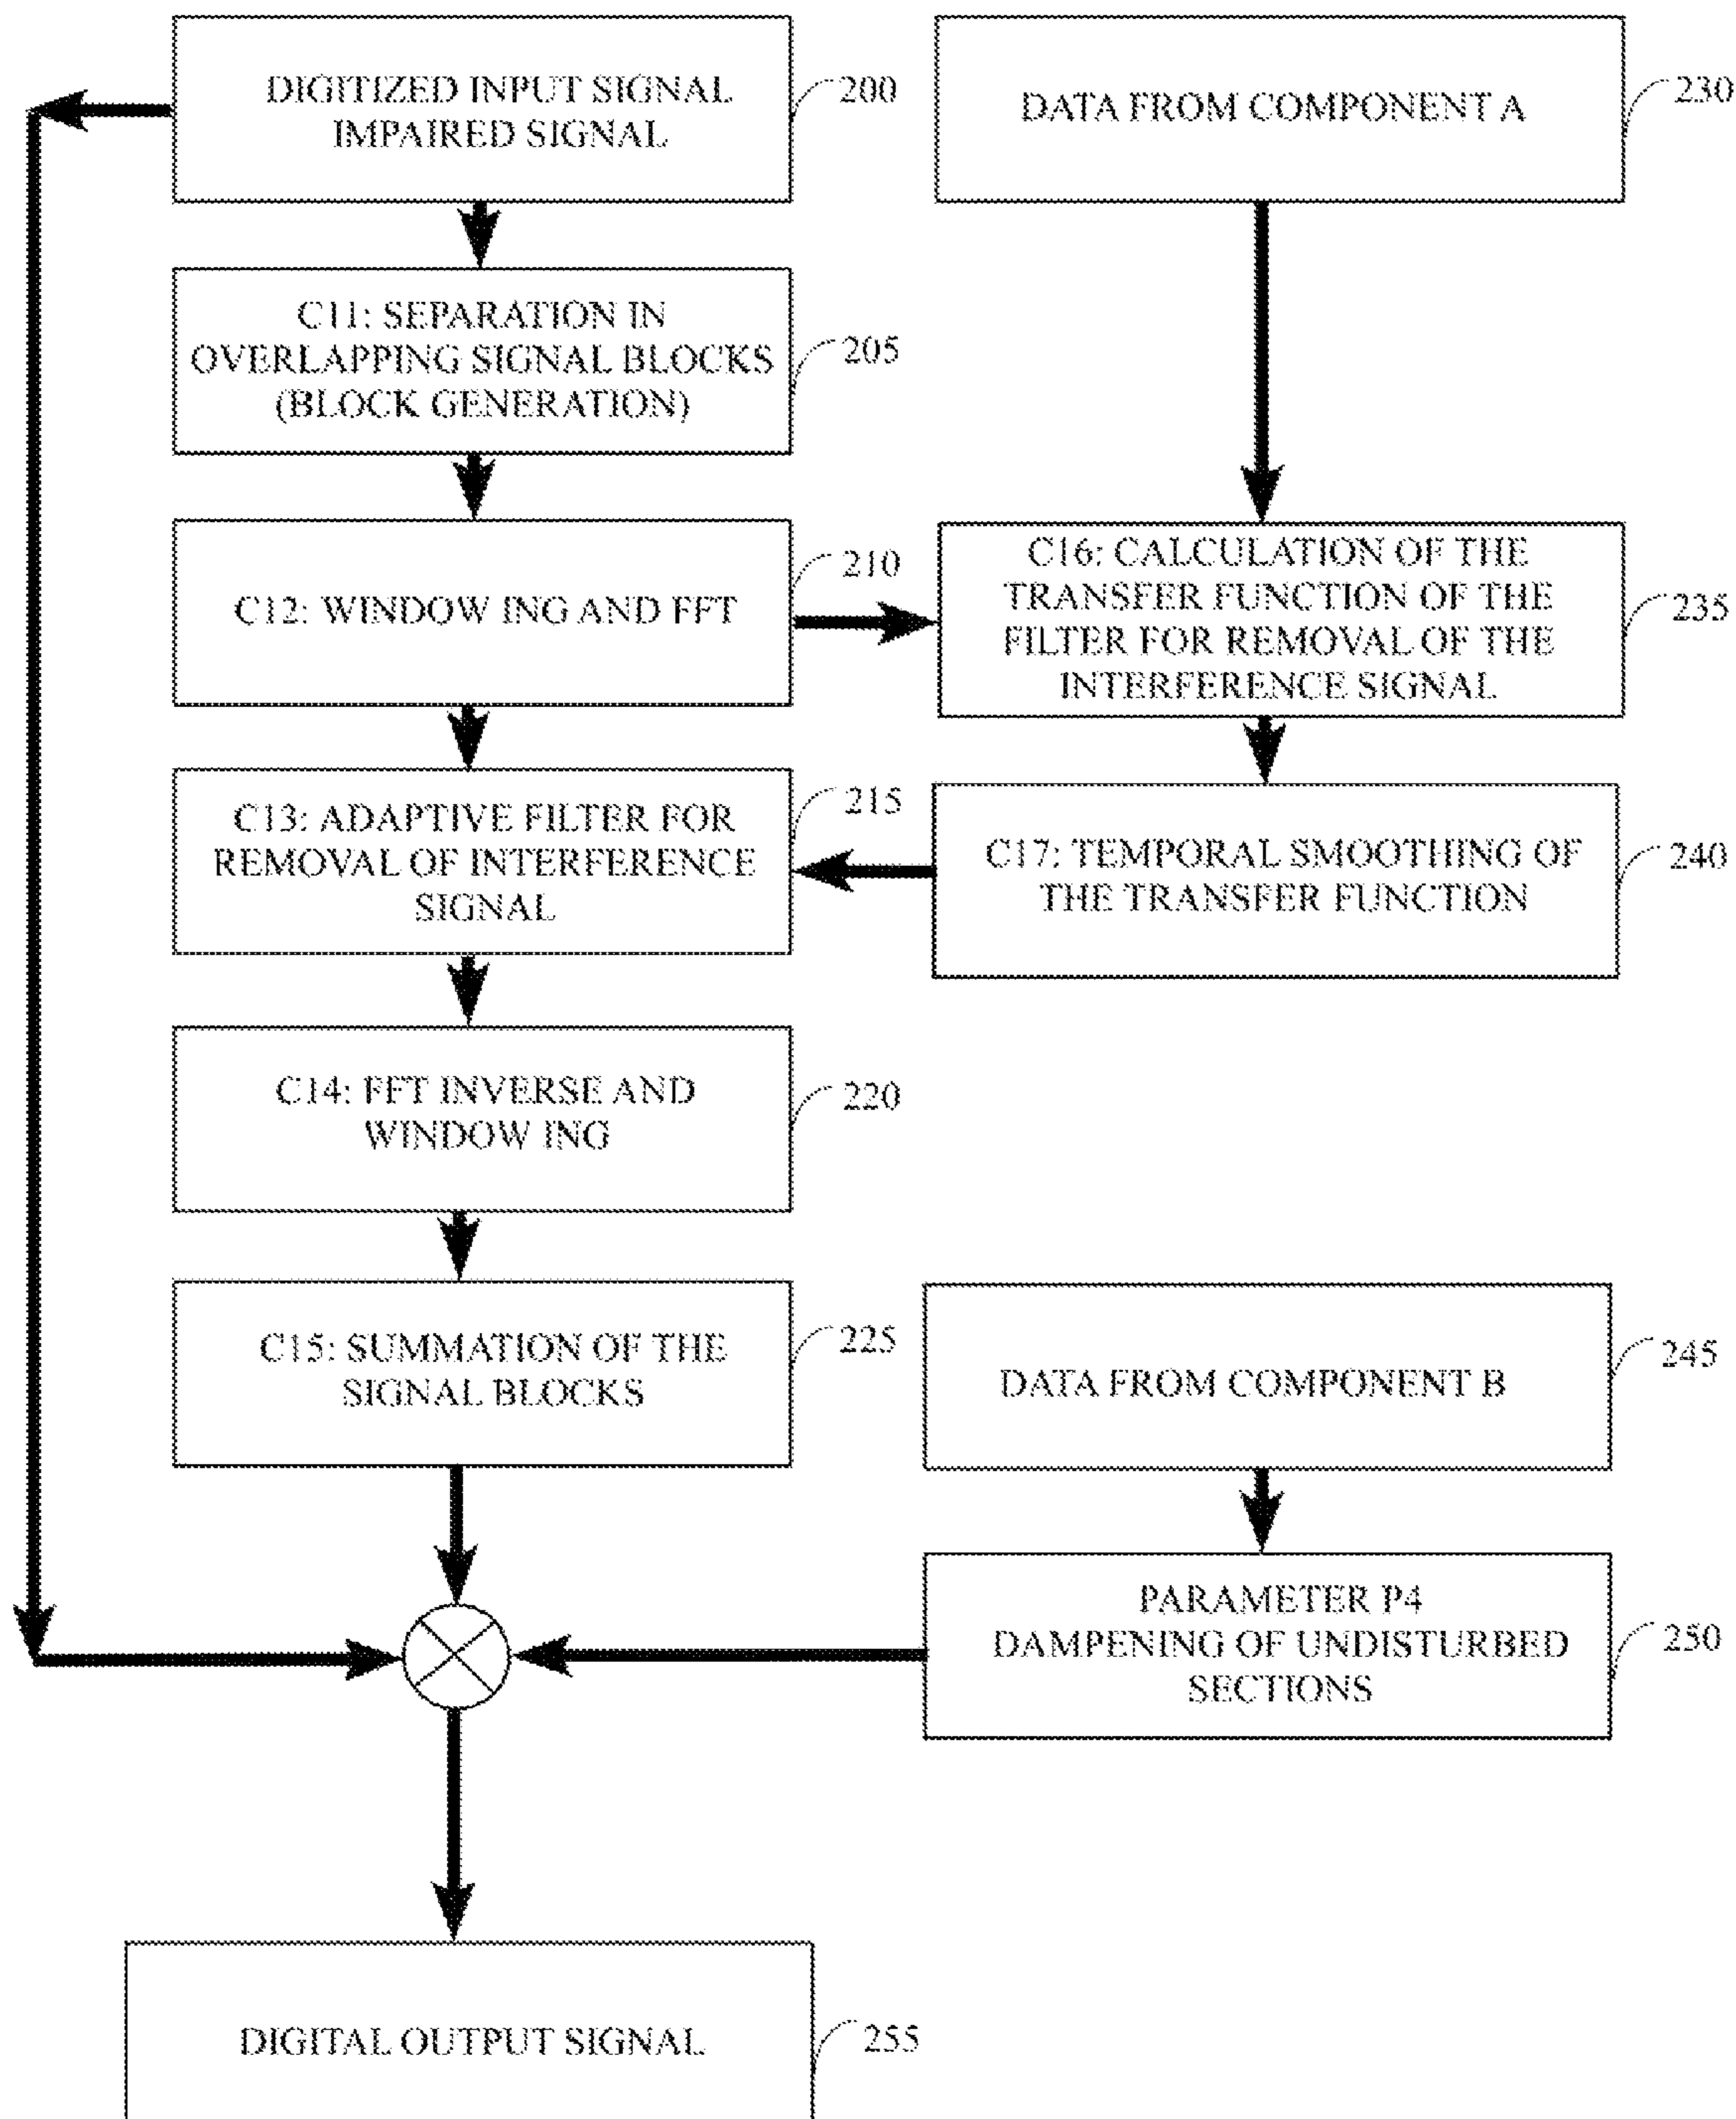 DIGITIZED INPUT SIGNAL
IMPAIRED SIGNAL
200
DATA FROM COMPONENT A
230
C11: SEPARATION IN
OVERLAPPING SIGNAL BLOCKS
(BLOCK GENERATION)
205
C12: WINDOW ING AND FFT
210
C16: CALCULATION OF THE
TRANSFER FUNCTION OF THE
FILTER FOR REMOVAL OF THE
INTERFERENCE SIGNAL
235
C13: ADAPTIVE FILTER FOR
REMOVAL OF INTERFERENCE
SIGNAL
215
C17: TEMPORAL SMOOTHING OF
THE TRANSFER FUNCTION
240
C14: FFT INVERSE AND
WINDOW ING
220
C15: SUMMATION OF THE
SIGNAL BLOCKS
225
DATA FROM COMPONENT B
245
PARAMETER P4
DAMPENING OF UNDISTURBED
SECTIONS
250
DIGITAL OUTPUT SIGNAL
255